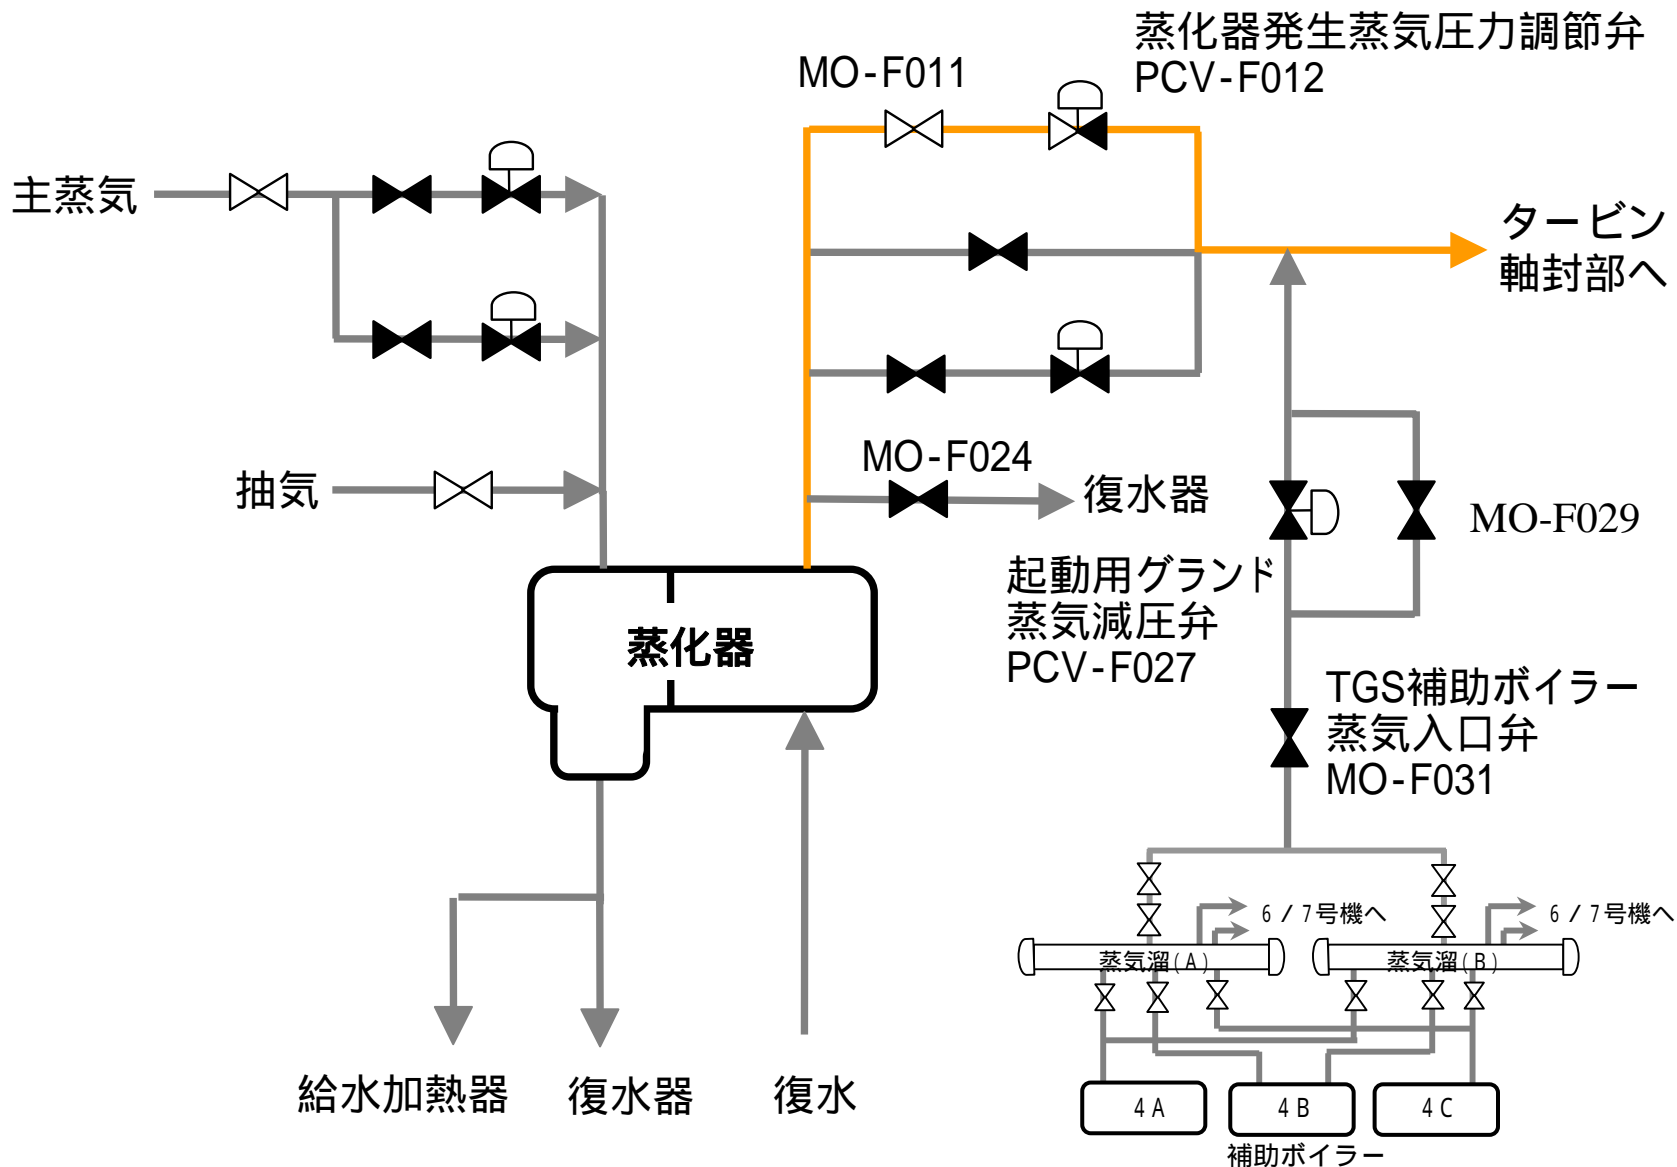 蒸化器発生蒸気圧力調節弁
PCV-F012
MO-F011
主蒸気
タービン
軸封部へ
MO-F024
抽気
復水器
MO-F029
起動用グランド
蒸気減圧弁
PCV-F027
蒸化器
TGS補助ボイラー
蒸気入口弁
MO-F031
6/7号機へ
6/7号機へ
蒸気溜(A)
蒸気溜(B)
給水加熱器
復水器
復水
4A
4B
4C
補助ボイラー